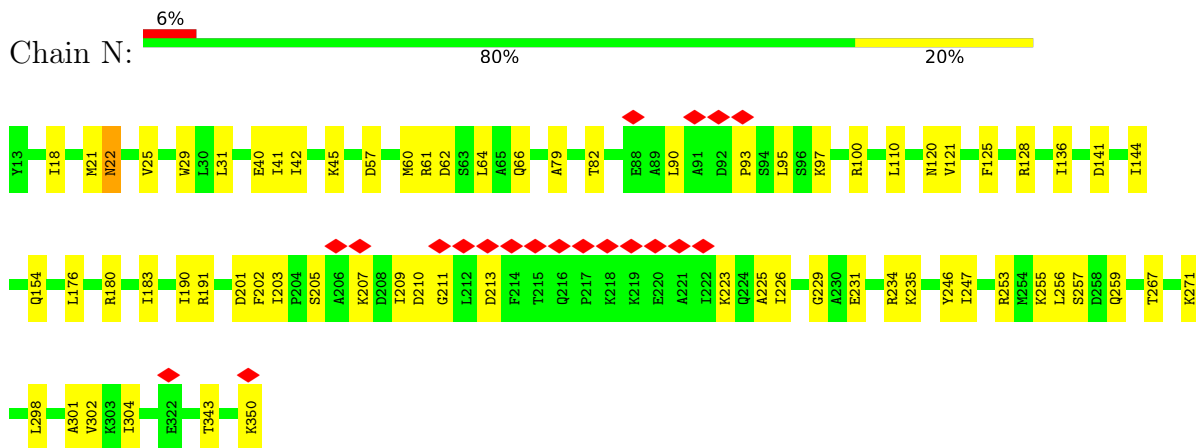 6%
Chain N:
80% 20%
Y13 I18 M21 N22 V25 W29 L30 L31 E40 I41 I42 K45 D57 M60 R61 D62 S63 L64 A65 Q66 A79 T82 E88 A89 L90 A91 D92 P93 S94 L95 S96 K97 R100 L110 N120 V121 F125 R128 I136 D141 I144
Q154 L176 R180 I183 I190 R191 D201 F202 I203 P204 S205 A206 K207 D208 I209 D210 G211 L212 D213 F214 T215 Q216 P217 K218 K219 E220 A221 I222 K223 Q224 A225 I226 G229 A230 E231 R234 K235 Y246 I247 R253 M254 K255 L256 S257 D258 Q259 T267 K271
L298 A301 V302 K303 I304 E322 T343 K350